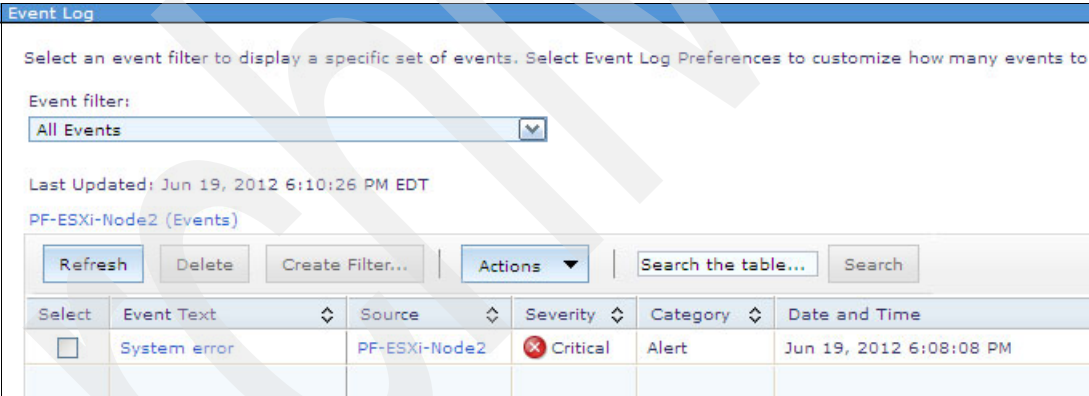 Event Log
Select an event filter to display a specific set of events. Select Event Log Preferences to customize how many events to
Event filter:
All Events
Last Updated: Jun 19, 2012 6:10:26 PM EDT
PF-ESXi-Node2 (Events)
Refresh Delete Create Filter... Actions Search the table... Search
Select Event Text Source Severity Category Date and Time
System error PF-ESXi-Node2 Critical Alert Jun 19, 2012 6:08:08 PM